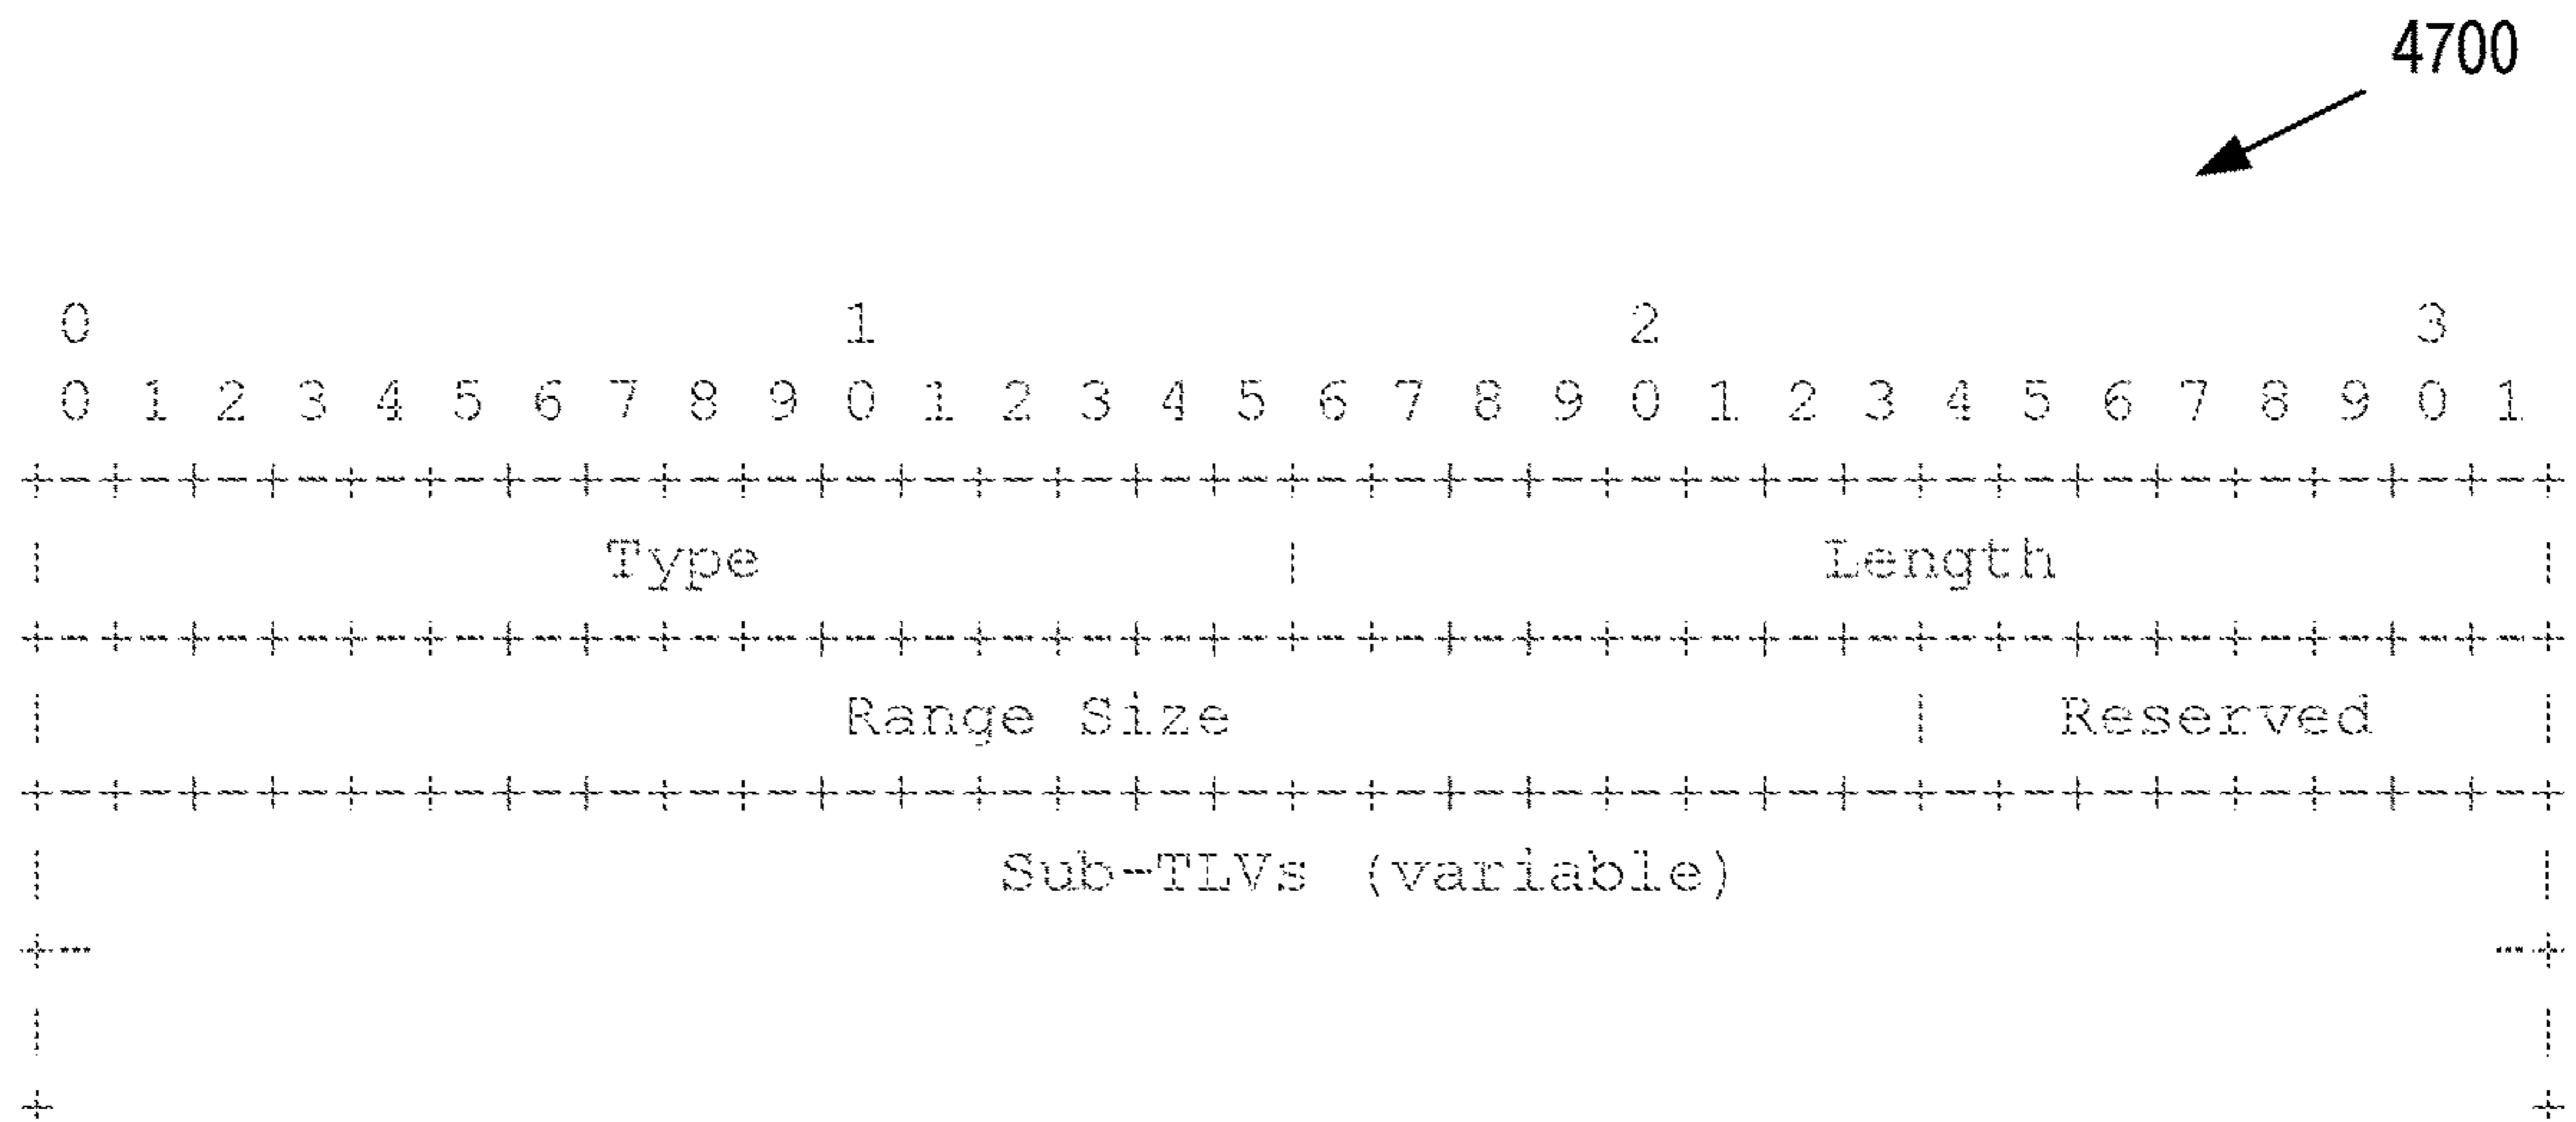 4700
0                   1                   2                   3
0 1 2 3 4 5 6 7 8 9 0 1 2 3 4 5 6 7 8 9 0 1 2 3 4 5 6 7 8 9 0 1
+-+-+-+-+-+-+-+-+-+-+-+-+-+-+-+-+-+-+-+-+-+-+-+-+-+-+-+-+-+-+-+-+
|              Type             |             Length            |
+-+-+-+-+-+-+-+-+-+-+-+-+-+-+-+-+-+-+-+-+-+-+-+-+-+-+-+-+-+-+-+-+
|                    Range Size                 |   Reserved    |
+-+-+-+-+-+-+-+-+-+-+-+-+-+-+-+-+-+-+-+-+-+-+-+-+-+-+-+-+-+-+-+-+
|                        Sub-TLVs (variable)                    |
+-                                                             -+
|                                                               |
+                                                               +